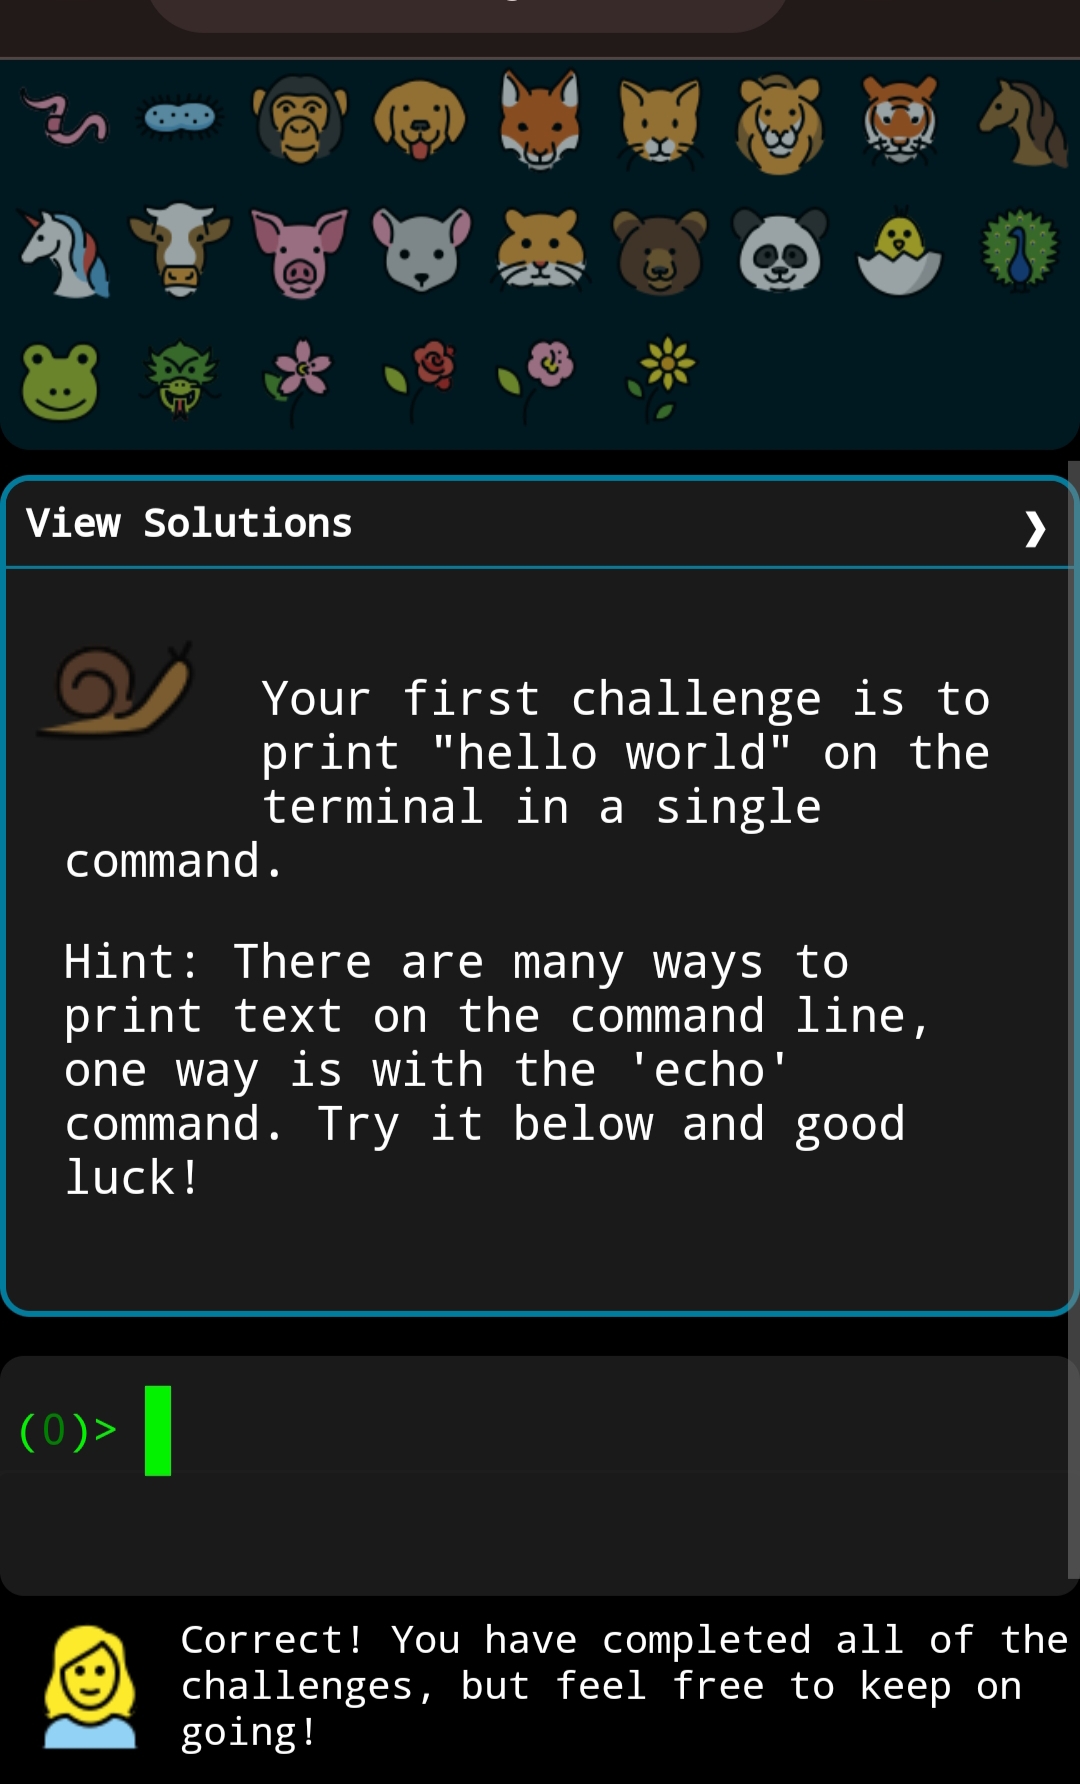 View Solutions ❯
Your first challenge is to
print "hello world" on the
terminal in a single
command.
Hint: There are many ways to
print text on the command line,
one way is with the 'echo'
command. Try it below and good
luck!
(0)>
Correct! You have completed all of the
challenges, but feel free to keep on
going!